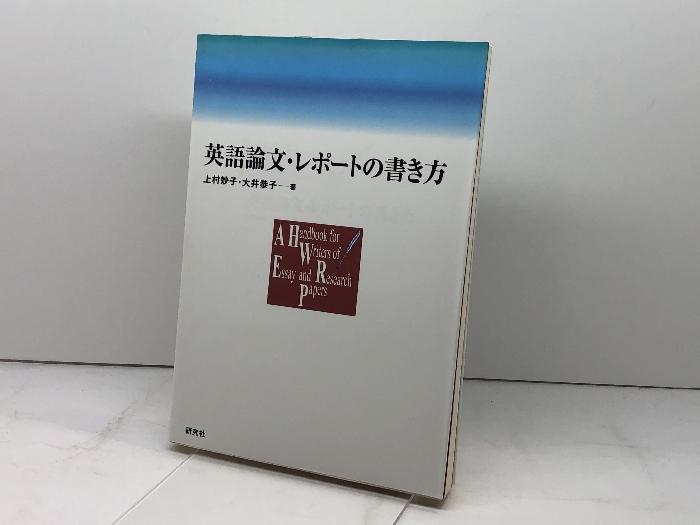 英語論文・レポートの書き方
上村妙子・大井恭子 — 著
A Handbook for
Writers of
Essay and Research
Papers
研究社